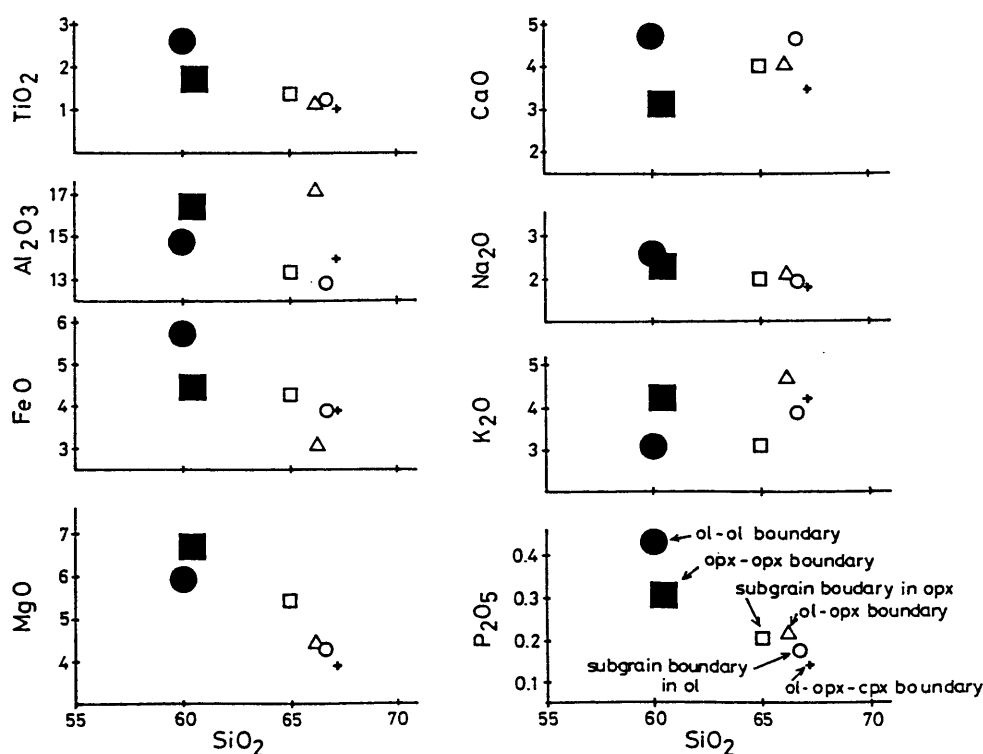 TiO2
3
2
1
Al2O3
17
15
13
FeO
6
5
4
3
MgO
7
6
5
4
55
60
65
70
SiO2
CaO
5
4
3
2
Na2O
3
2
K2O
5
4
3
P2O5
0.4
0.3
0.2
0.1
ol-ol boundary
opx-opx boundary
subgrain boudary in opx
ol-opx boundary
subgrain boundary
in ol
ol-opx-cpx boundary
55
60
65
70
SiO2